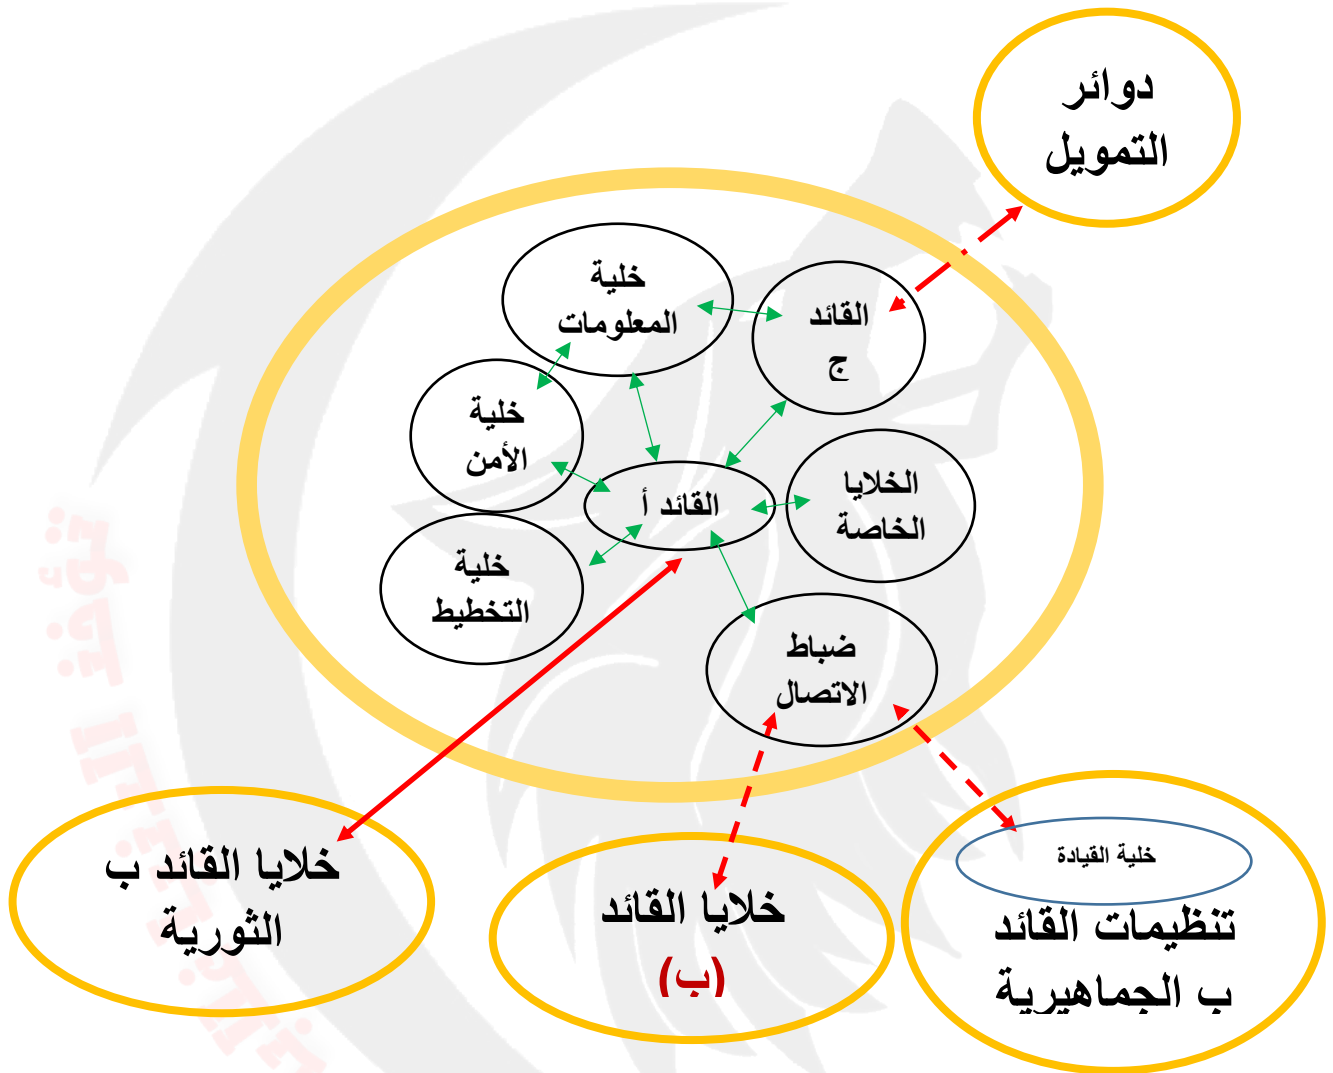 دوائر
التمويل
خلية
المعلومات
القائد
ج
خلية
الأمن
القائد أ
الخلايا
الخاصة
خلية
التخطيط
ضباط
الاتصال
خلايا القائد ب
الثورية
خلايا القائد
(ب)
خلية القيادة
تنظيمات القائد
ب الجماهيرية